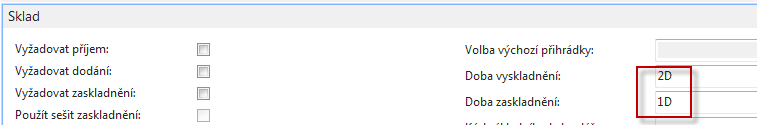 Sklad
Vyžadovat příjem:
Vyžadovat dodání:
Vyžadovat zaskladnění:
Použít sešit zaskladnění:
Volba výchozí přihrádky:
Doba vyskladnění: 2D
Doba zaskladnění: 1D